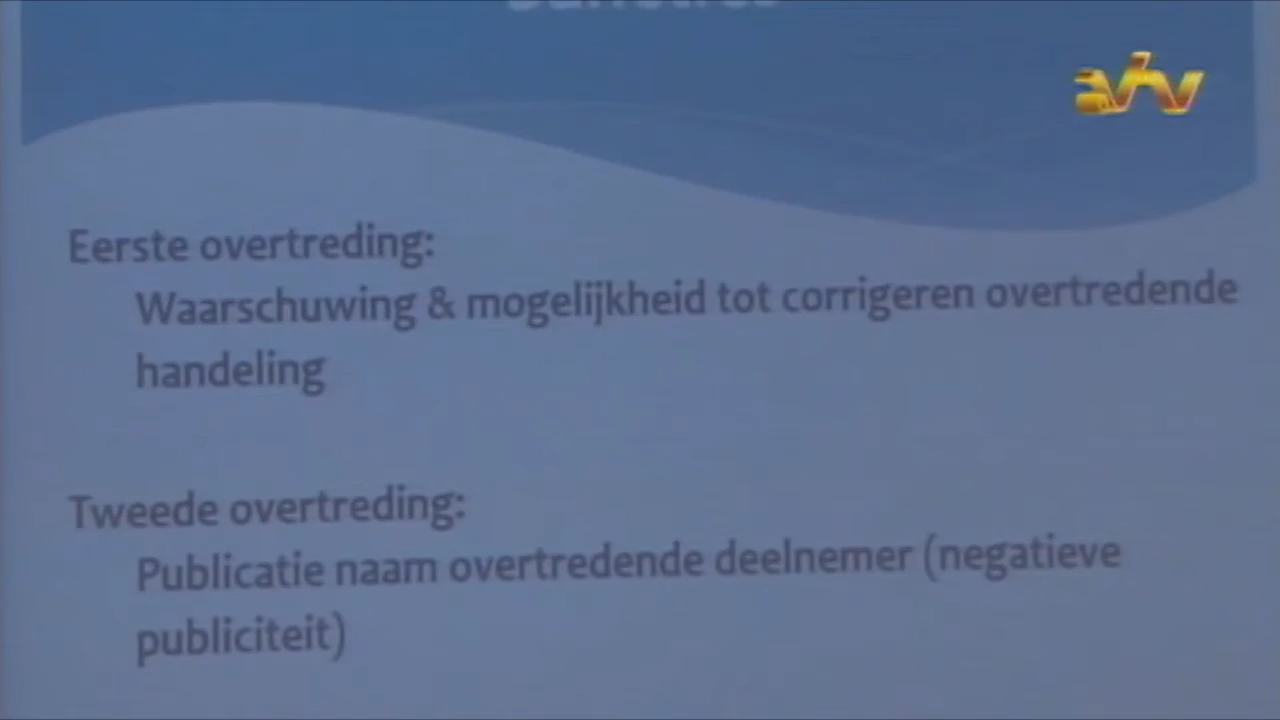 Eerste overtreding:
Waarschuwing & mogelijkheid tot corrigeren overtredende
handeling
Tweede overtreding:
Publicatie naam overtredende deelnemer (negatieve
publiciteit)